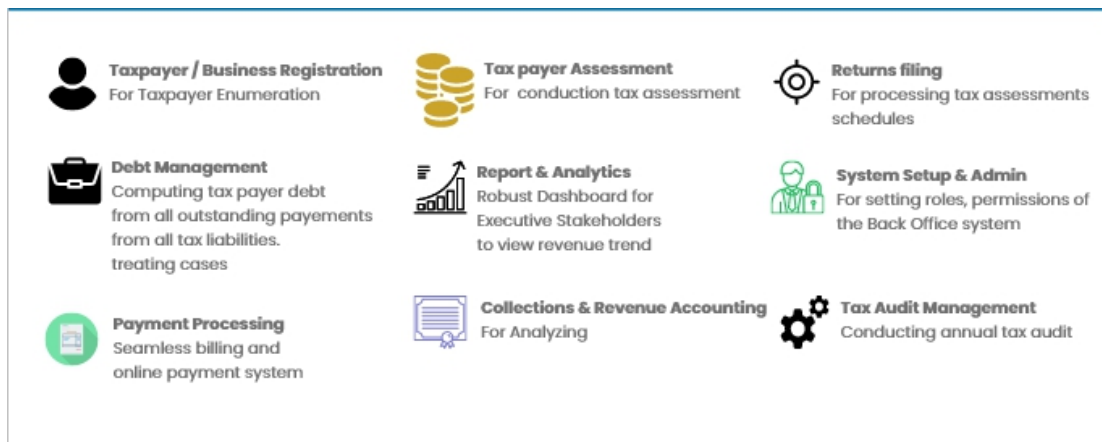 Taxpayer / Business Registration
For Taxpayer Enumeration
Tax payer Assessment
For conduction tax assessment
Returns filing
For processing tax assessments
schedules
Debt Management
Computing tax payer debt
from all outstanding payements
from all tax liabilities.
treating cases
Report & Analytics
Robust Dashboard for
Executive Stakeholders
to view revenue trend
System Setup & Admin
For setting roles, permissions of
the Back Office system
Payment Processing
Seamless billing and
online payment system
Collections & Revenue Accounting
For Analyzing
Tax Audit Management
Conducting annual tax audit